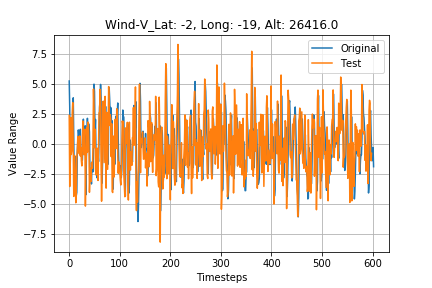 Wind-V_Lat: -2, Long: -19, Alt: 26416.0
Original
Test
Value Range
7.5
5.0
2.5
0.0
−2.5
−5.0
−7.5
0 100 200 300 400 500 600
Timesteps